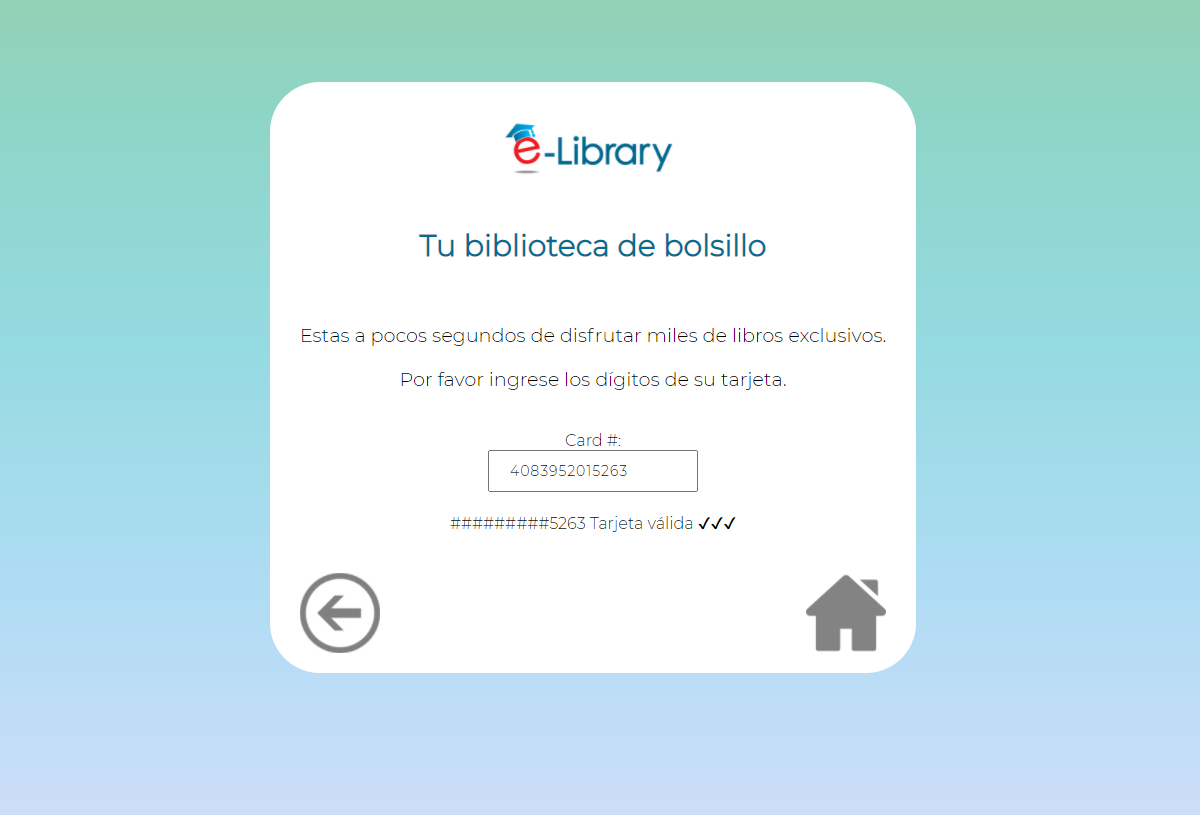 e-Library
Tu biblioteca de bolsillo
Estas a pocos segundos de disfrutar miles de libros exclusivos.
Por favor ingrese los dígitos de su tarjeta.
Card #:
4083952015263
#########5263 Tarjeta válida ✓✓✓